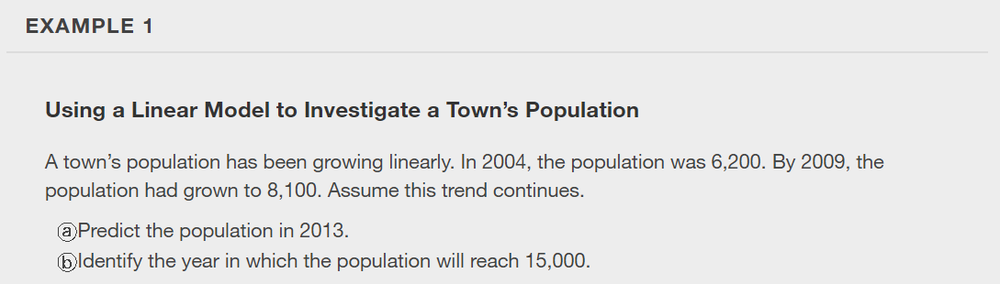 EXAMPLE 1
Using a Linear Model to Investigate a Town’s Population
A town’s population has been growing linearly. In 2004, the population was 6,200. By 2009, the
population had grown to 8,100. Assume this trend continues.
ⓐPredict the population in 2013.
ⓑIdentify the year in which the population will reach 15,000.